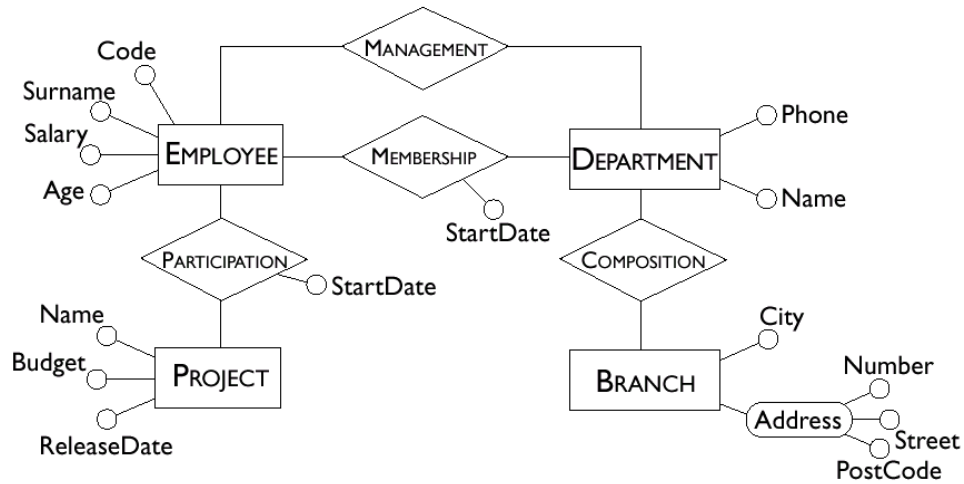 MANAGEMENT
Code
Surname
Salary
Age
EMPLOYEE
MEMBERSHIP
StartDate
DEPARTMENT
Phone
Name
PARTICIPATION
StartDate
COMPOSITION
Name
Budget
ReleaseDate
PROJECT
BRANCH
City
Address
Number
Street
PostCode